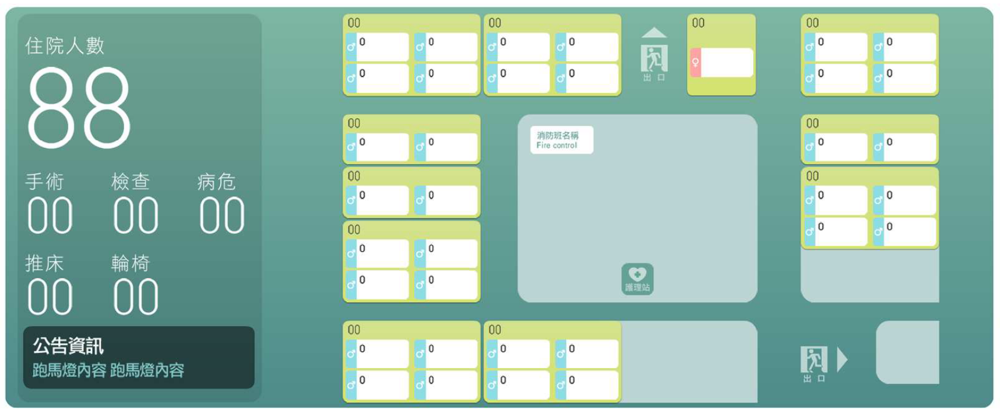 住院人數
88
手術 檢查 病危
00 00 00
推床 輪椅
00 00
公告資訊
跑馬燈內容 跑馬燈內容
00 00 00 00
0 0 0 0 0 0
0 0 0 0 0 0
出口
00 00
0 0 0 0
消防班名稱
Fire control
00 00
0 0 0 0
0 0
00
0 0
0 0
護理站
00 00
0 0 0 0
0 0 0 0
出口